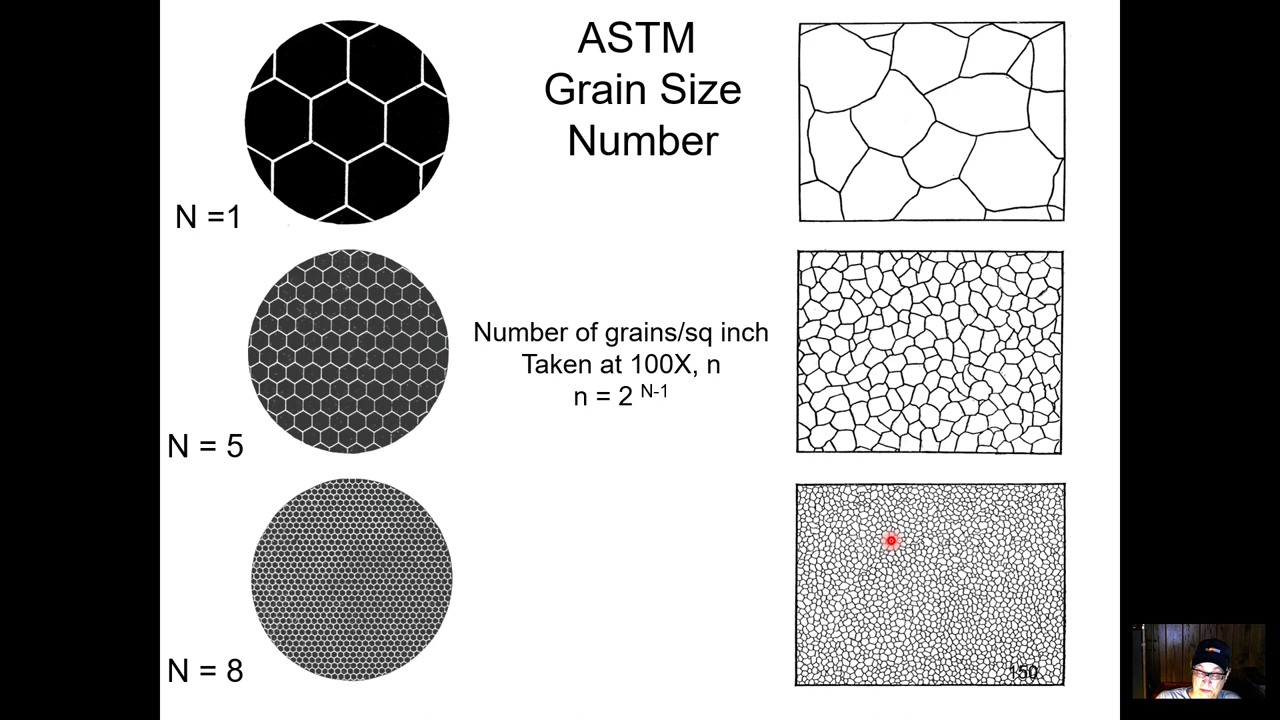 ASTM
Grain Size
Number
N =1
Number of grains/sq inch
Taken at 100X, n
n = 2 N-1
N = 5
N = 8
150